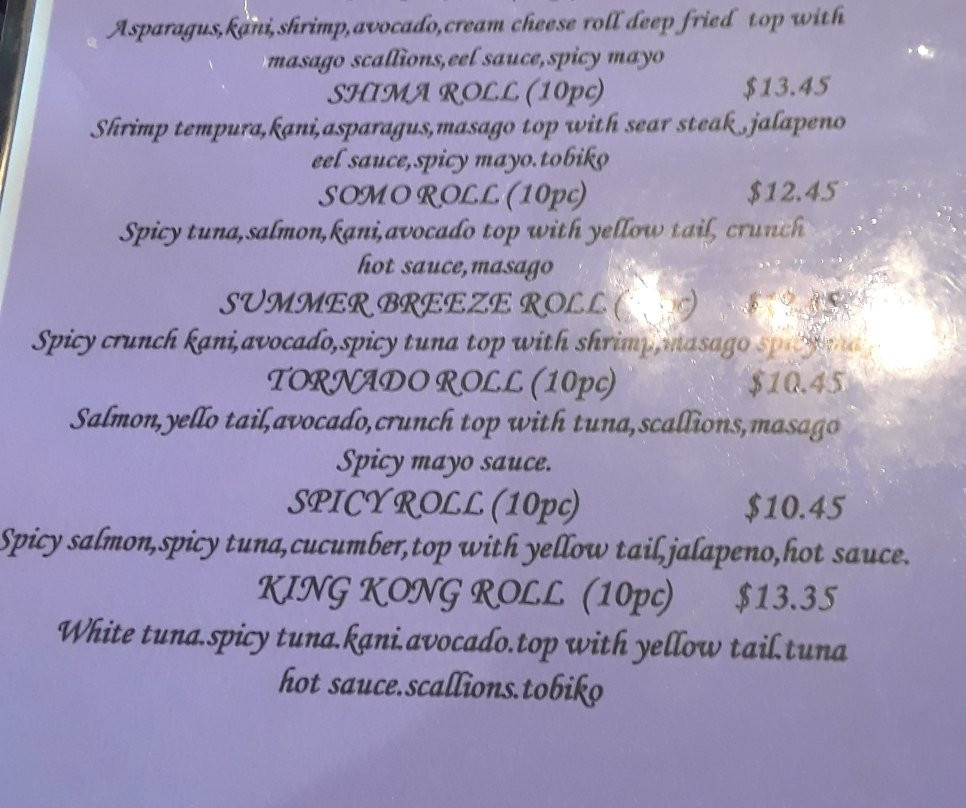 Asparagus,kani,shrimp,avocado,cream cheese roll deep fried top with
masago scallions,eel sauce,spicy mayo
SHIMA ROLL (10pc) $13.45
Shrimp tempura,kani,asparagus,masago top with sear steak,jalapeno
eel sauce,spicy mayo.tobiko
SOMO ROLL (10pc) $12.45
Spicy tuna,salmon,kani,avocado top with yellow tail, crunch
hot sauce,masago
SUMMER BREEZE ROLL
Spicy crunch kani,avocado,spicy tuna top with shrimp,masago spicy
TORNADO ROLL (10pc) $10.45
Salmon,yello tail,avocado,crunch top with tuna,scallions,masago
Spicy mayo sauce.
SPICY ROLL (10pc) $10.45
Spicy salmon,spicy tuna,cucumber,top with yellow tail,jalapeno,hot sauce.
KING KONG ROLL (10pc) $13.35
White tuna.spicy tuna.kani.avocado.top with yellow tail.tuna
hot sauce.scallions.tobiko